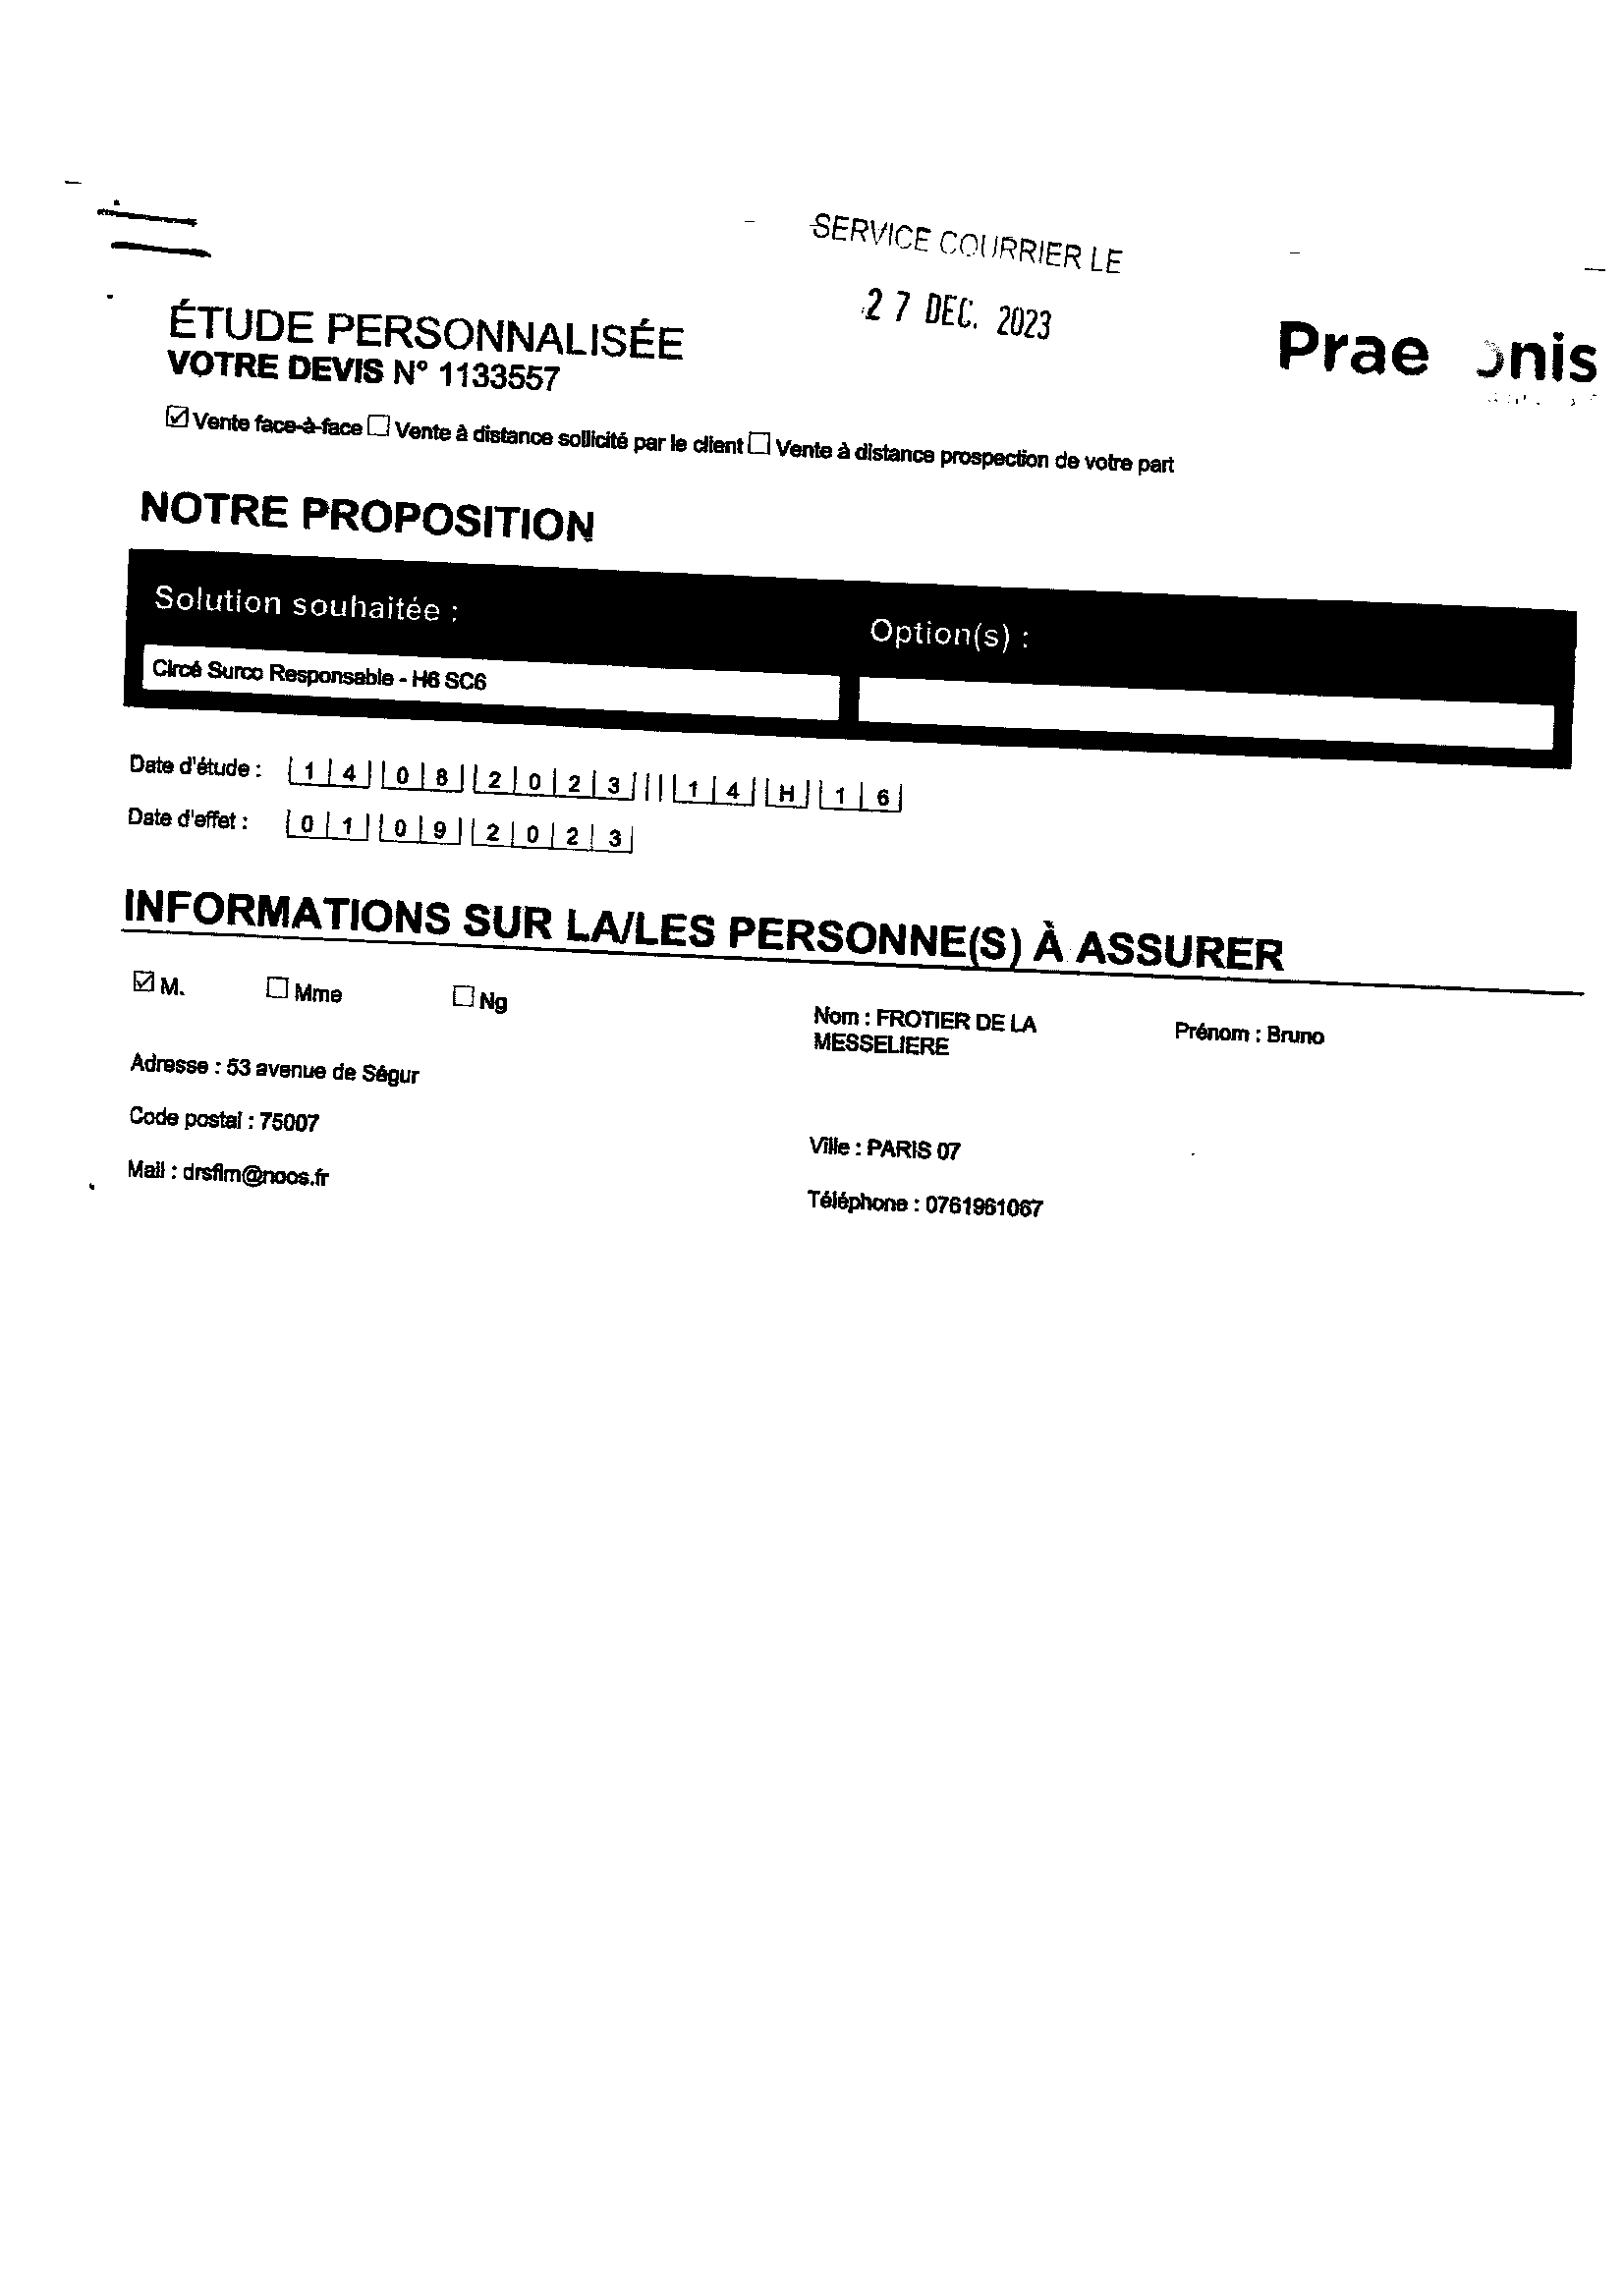 SERVICE COURRIER LE
27 DEC. 2023
ÉTUDE PERSONNALISÉE
VOTRE DEVIS N° 1133557
Prae onis
☑ Vente face-à-face ☐ Vente à distance sollicité par le client ☐ Vente à distance prospection de votre part
NOTRE PROPOSITION
Solution souhaitée : Option(s) :
Circé Surco Responsable - H6 SC6
Date d'étude : 14 08 2023 14 H 16
Date d'effet : 01 09 2023
INFORMATIONS SUR LA/LES PERSONNE(S) À ASSURER
☑ M. ☐ Mme ☐ Ng
Nom : FROTIER DE LA Prénom : Bruno
MESSELIERE
Adresse : 53 avenue de Ségur
Code postal : 75007 Ville : PARIS 07
Mail : drsflm@noos.fr Téléphone : 0761961067